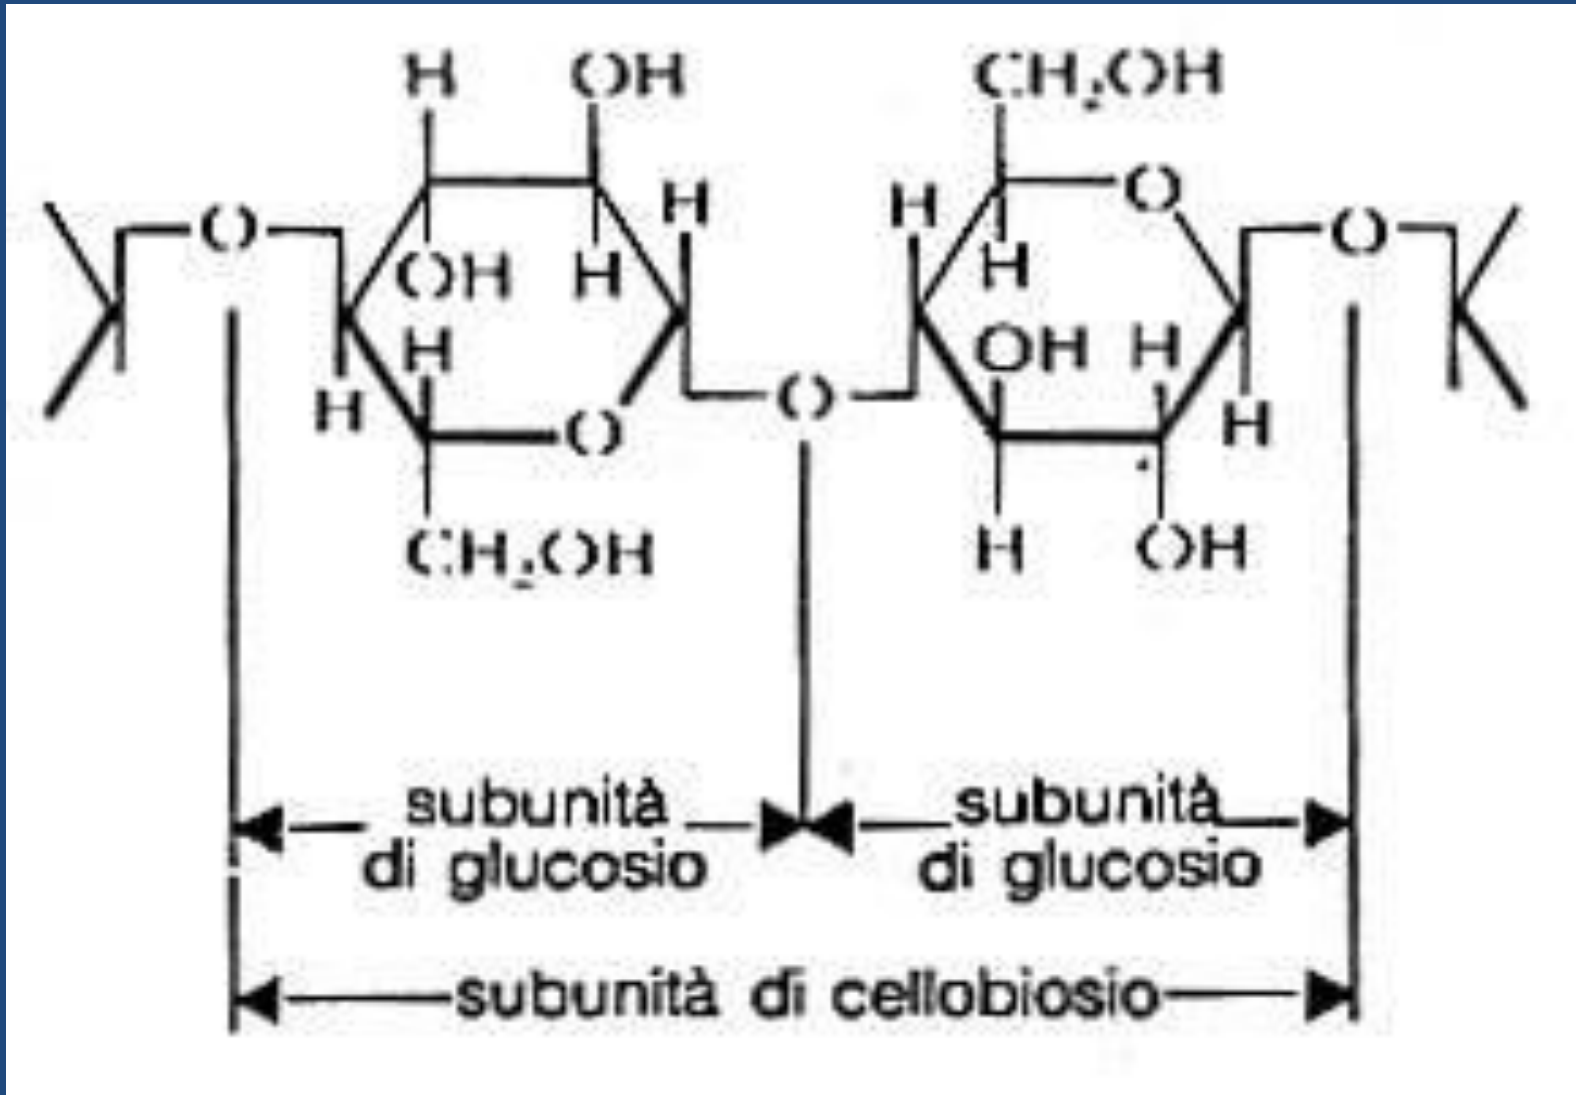 H OH CH₂OH
H H
O O O
OH H H
H OH H
H O O H
CH₂OH H OH
subunità subunità
di glucosio di glucosio
subunità di cellobiosio